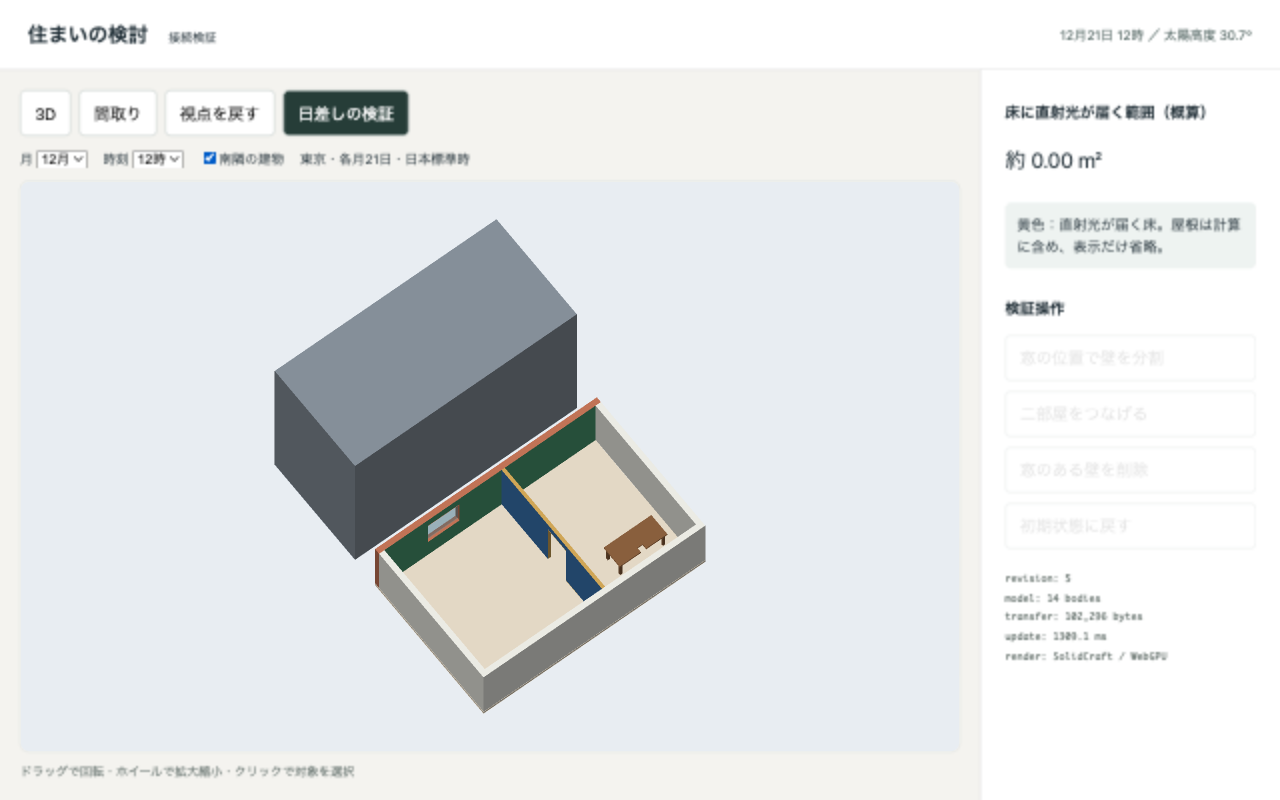 住まいの検討 接続検証
12月21日 12時 ／ 太陽高度 30.7°
3D 間取り 視点を戻す 日差しの検証
月 12月 時刻 12時 南隣の建物 東京・各月21日・日本標準時
ドラッグで回転・ホイールで拡大縮小・クリックで対象を選択
床に直射光が届く範囲（概算）
約 0.00 m²
黄色：直射光が届く床。屋根は計算
に含め、表示だけ省略。
検証操作
窓の位置で壁を分割
二部屋をつなげる
窓のある壁を削除
初期状態に戻す
revision: 5
model: 14 bodies
transfer: 102,296 bytes
update: 1309.1 ms
render: SolidCraft / WebGPU